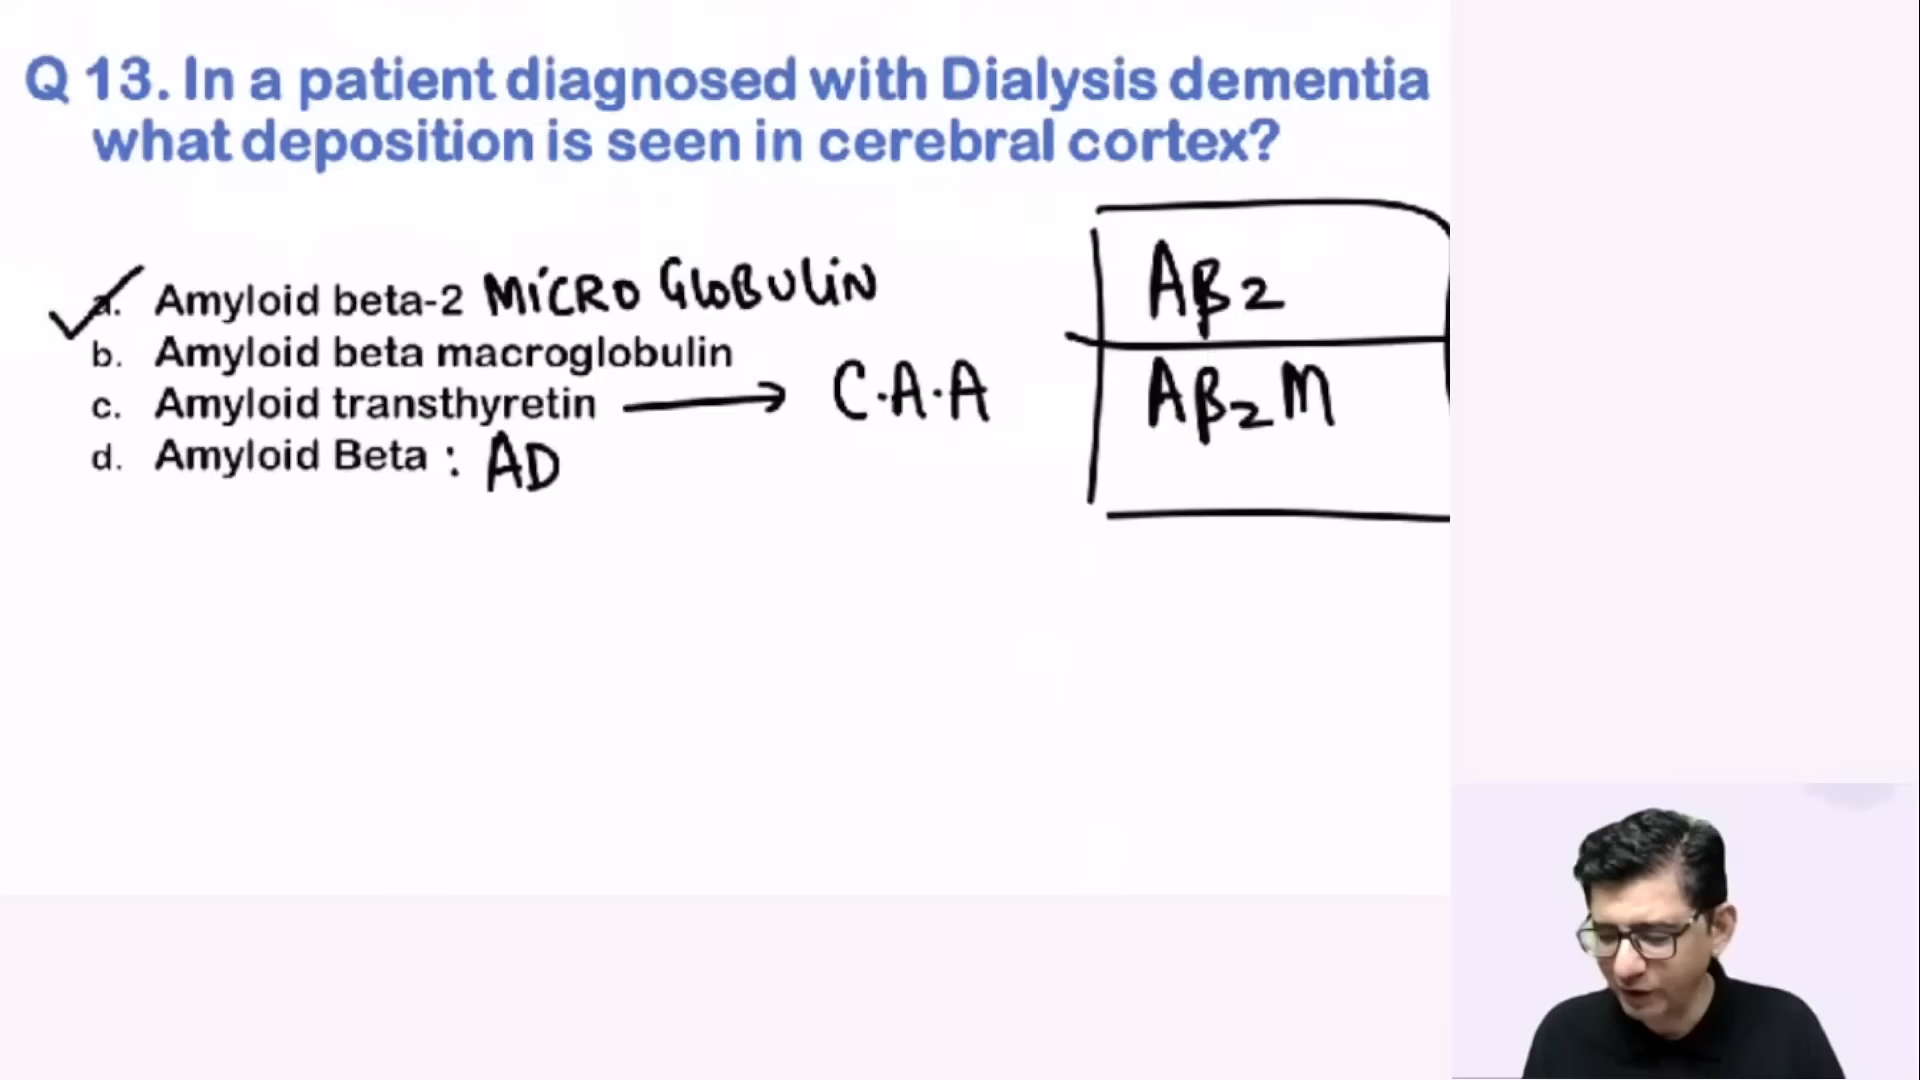 Q 13. In a patient diagnosed with Dialysis dementia
what deposition is seen in cerebral cortex?
a. Amyloid beta-2 MiCRO GLOBULIN
b. Amyloid beta macroglobulin
c. Amyloid transthyretin → C.A.A
d. Amyloid Beta : AD
Aβ2
Aβ2M